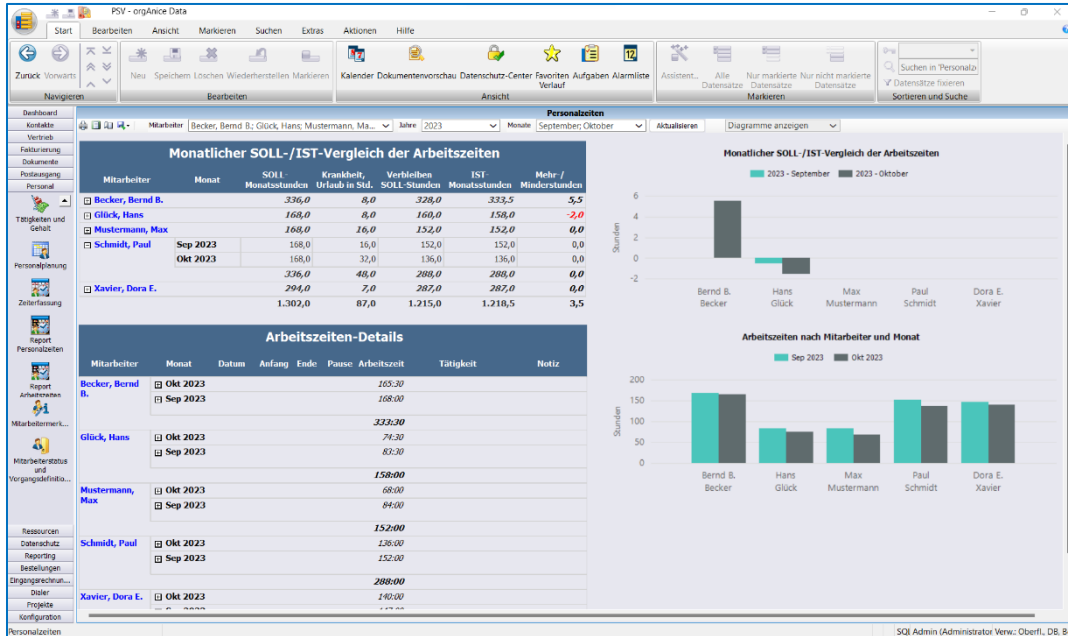 PSV - orgAnice Data
Start Bearbeiten Ansicht Markieren Suchen Extras Aktionen Hilfe
Zurück Vorwärts
Neu Speichern Löschen Wiederherstellen Markieren
Kalender Dokumentenvorschau Datenschutz-Center Favoriten Verlauf Aufgaben Alarmliste
Assistent... Alle Datensätze Nur markierte Datensätze Nur nicht markierte Datensätze
Suchen in 'Personalz
Datensätze fixieren
Navigieren Bearbeiten Ansicht Markieren Sortieren und Suche
Dashboard
Kontakte
Vertrieb
Fakturierung
Dokumente
Postausgang
Personal
Tätigkeiten und
Gehalt
Personalplanung
Zeiterfassung
Report
Personalzeiten
Report
Arbeitszeiten
Mitarbeitermerk...
Mitarbeiterstatus
und
Vorgangsdefinitio...
Ressourcen
Datenschutz
Reporting
Bestellungen
Eingangsrechnun...
Dialer
Projekte
Konfiguration
Personalzeiten
Mitarbeiter Becker, Bernd B.; Glück, Hans; Mustermann, Ma... Jahre 2023 Monate September; Oktober Aktualisieren Diagramme anzeigen
Monatlicher SOLL-/IST-Vergleich der Arbeitszeiten
Mitarbeiter Monat SOLL-Monatsstunden Krankheit, Urlaub in Std. Verbleiben SOLL-Stunden IST-Monatsstunden Mehr-/Minderstunden
Becker, Bernd B. 336,0 8,0 328,0 333,5 5,5
Glück, Hans 168,0 8,0 160,0 158,0 -2,0
Mustermann, Max 168,0 16,0 152,0 152,0 0,0
Schmidt, Paul Sep 2023 168,0 16,0 152,0 152,0 0,0
Okt 2023 168,0 32,0 136,0 136,0 0,0
336,0 48,0 288,0 288,0 0,0
Xavier, Dora E. 294,0 7,0 287,0 287,0 0,0
1.302,0 87,0 1.215,0 1.218,5 3,5
Arbeitszeiten-Details
Mitarbeiter Monat Datum Anfang Ende Pause Arbeitszeit Tätigkeit Notiz
Becker, Bernd B. Okt 2023 165:30
Sep 2023 168:00
333:30
Glück, Hans Okt 2023 74:30
Sep 2023 83:30
158:00
Mustermann, Max Okt 2023 68:00
Sep 2023 84:00
152:00
Schmidt, Paul Okt 2023 136:00
Sep 2023 152:00
288:00
Xavier, Dora E. Okt 2023 140:00
Monatlicher SOLL-/IST-Vergleich der Arbeitszeiten
2023 - September 2023 - Oktober
Stunden
6
4
2
0
-2
Bernd B. Becker Hans Glück Max Mustermann Paul Schmidt Dora E. Xavier
Arbeitszeiten nach Mitarbeiter und Monat
Sep 2023 Okt 2023
Stunden
200
150
100
50
0
Bernd B. Becker Hans Glück Max Mustermann Paul Schmidt Dora E. Xavier
Personalzeiten
SQL Admin (Administrator Verw.: Oberfl., DB, B